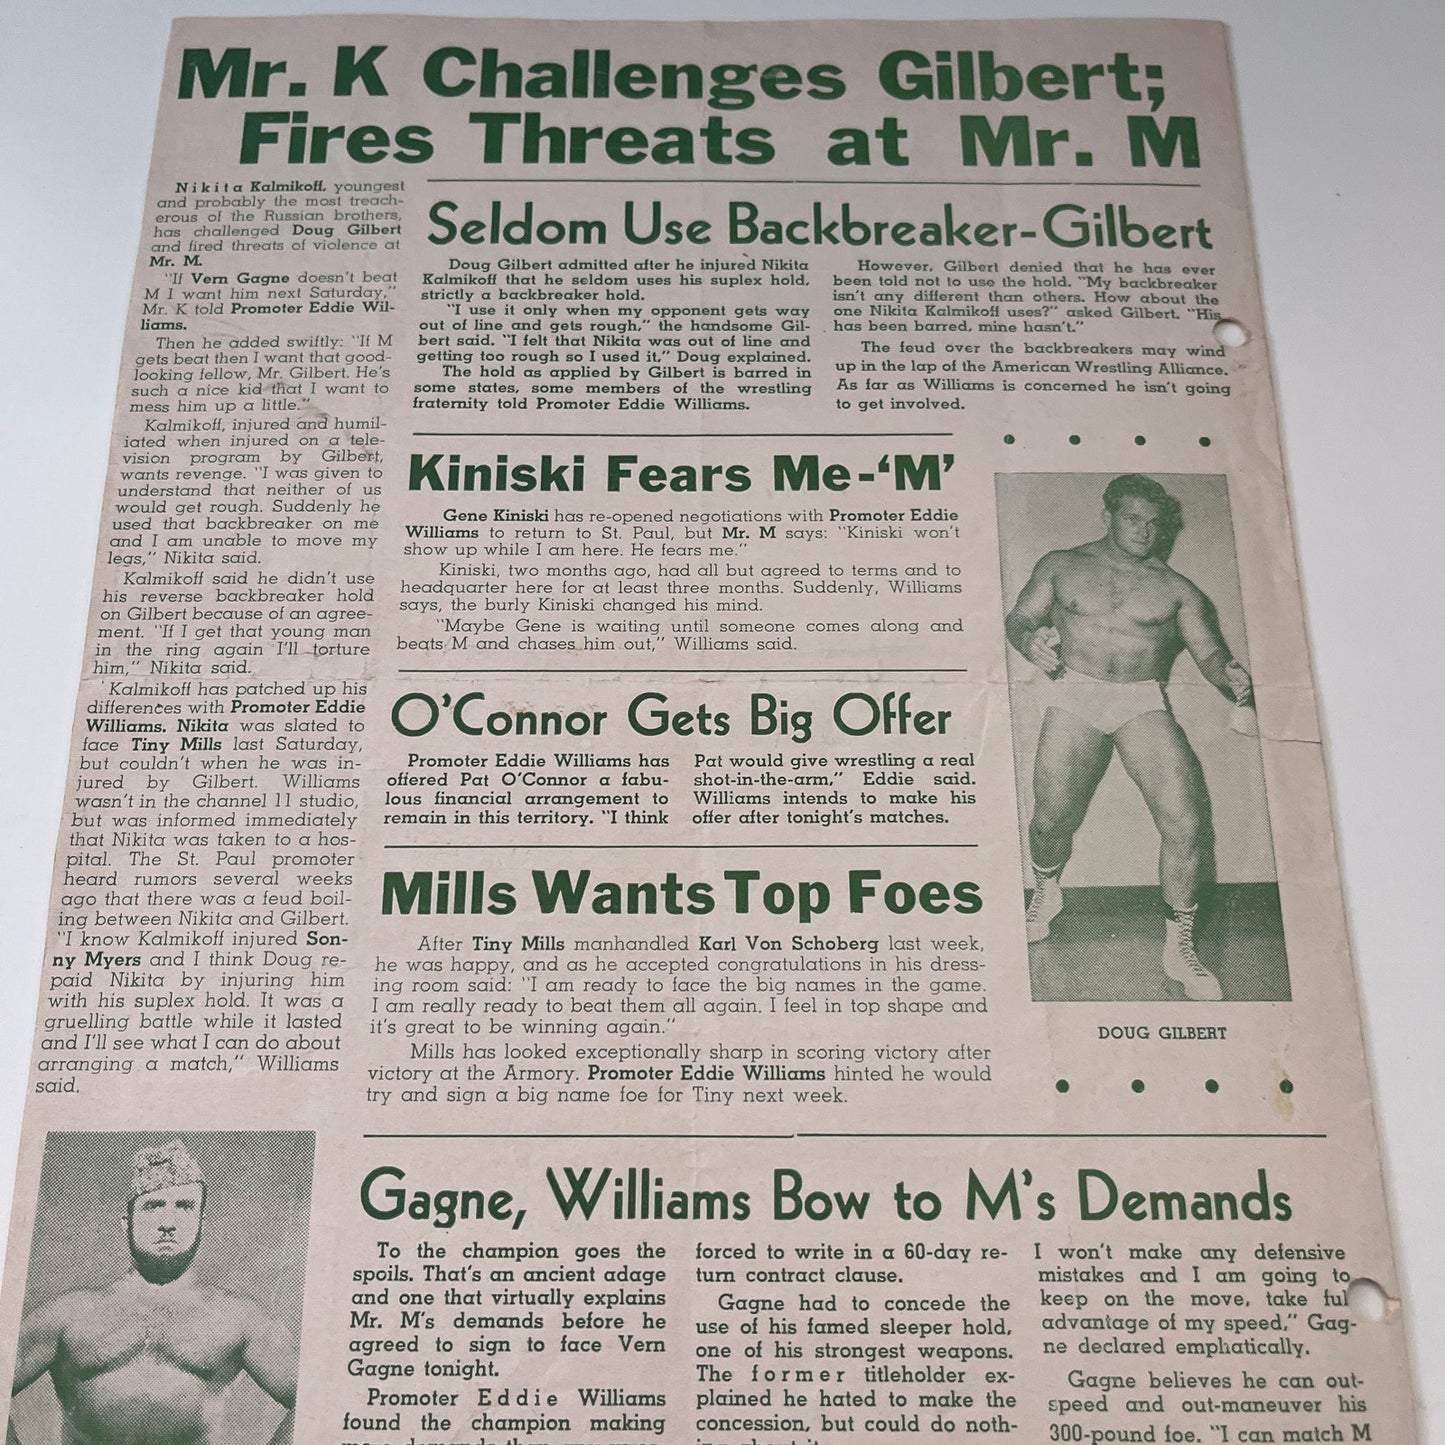 Mr. K Challenges Gilbert;
Fires Threats at Mr. M
Nikita Kalmikoff, youngest
and probably the most treach-
erous of the Russian brothers,
has challenged Doug Gilbert
and fired threats of violence at
Mr. M.
"If Vern Gagne doesn't beat
M I want him next Saturday,"
Mr. K told Promoter Eddie Wil-
liams.
Then he added swiftly: "If M
gets beat then I want that good-
looking fellow, Mr. Gilbert. He's
such a nice kid that I want to
mess him up a little."
Kalmikoff, injured and humil-
iated when injured on a tele-
vision program by Gilbert,
wants revenge. "I was given to
understand that neither of us
would get rough. Suddenly he
used that backbreaker on me
and I am unable to move my
legs," Nikita said.
Kalmikoff said he didn't use
his reverse backbreaker hold
on Gilbert because of an agree-
ment. "If I get that young man
in the ring again I'll torture
him," Nikita said.
Kalmikoff has patched up his
differences with Promoter Eddie
Williams. Nikita was slated to
face Tiny Mills last Saturday,
but couldn't when he was in-
jured by Gilbert. Williams
wasn't in the channel 11 studio,
but was informed immediately
that Nikita was taken to a hos-
pital. The St. Paul promoter
heard rumors several weeks
ago that there was a feud boil-
ing between Nikita and Gilbert.
"I know Kalmikoff injured Son-
ny Myers and I think Doug re-
paid Nikita by injuring him
with his suplex hold. It was a
gruelling battle while it lasted
and I'll see what I can do about
arranging a match," Williams
said.
Seldom Use Backbreaker-Gilbert
Doug Gilbert admitted after he injured Nikita
Kalmikoff that he seldom uses his suplex hold,
strictly a backbreaker hold.
"I use it only when my opponent gets way
out of line and gets rough," the handsome Gil-
bert said. "I felt that Nikita was out of line and
getting too rough so I used it," Doug explained.
The hold as applied by Gilbert is barred in
some states, some members of the wrestling
fraternity told Promoter Eddie Williams.
However, Gilbert denied that he has ever
been told not to use the hold. "My backbreaker
isn't any different than others. How about the
one Nikita Kalmikoff uses?" asked Gilbert. "His
has been barred, mine hasn't."
The feud over the backbreakers may wind
up in the lap of the American Wrestling Alliance.
As far as Williams is concerned he isn't going
to get involved.
Kiniski Fears Me-'M'
Gene Kiniski has re-opened negotiations with Promoter Eddie
Williams to return to St. Paul, but Mr. M says: "Kiniski won't
show up while I am here. He fears me."
Kiniski, two months ago, had all but agreed to terms and to
headquarter here for at least three months. Suddenly, Williams
says, the burly Kiniski changed his mind.
"Maybe Gene is waiting until someone comes along and
beats M and chases him out," Williams said.
O'Connor Gets Big Offer
Promoter Eddie Williams has
offered Pat O'Connor a fabu-
lous financial arrangement to
remain in this territory. "I think
Pat would give wrestling a real
shot-in-the-arm," Eddie said.
Williams intends to make his
offer after tonight's matches.
Mills Wants Top Foes
After Tiny Mills manhandled Karl Von Schoberg last week,
he was happy, and as he accepted congratulations in his dress-
ing room said: "I am ready to face the big names in the game.
I am really ready to beat them all again. I feel in top shape and
it's great to be winning again."
Mills has looked exceptionally sharp in scoring victory after
victory at the Armory. Promoter Eddie Williams hinted he would
try and sign a big name foe for Tiny next week.
DOUG GILBERT
Gagne, Williams Bow to M's Demands
To the champion goes the
spoils. That's an ancient adage
and one that virtually explains
Mr. M's demands before he
agreed to sign to face Vern
Gagne tonight.
Promoter Eddie Williams
found the champion making
forced to write in a 60-day re-
turn contract clause.
Gagne had to concede the
use of his famed sleeper hold,
one of his strongest weapons.
The former titleholder ex-
plained he hated to make the
concession, but could do noth-
I won't make any defensive
mistakes and I am going to
keep on the move, take ful
advantage of my speed," Gag-
ne declared emphatically.
Gagne believes he can out-
speed and out-maneuver his
300-pound foe. "I can match M